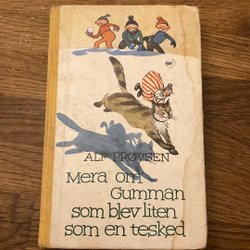 ALF PRØYSEN
Mera om
Gumman
som blev liten
som en tesked